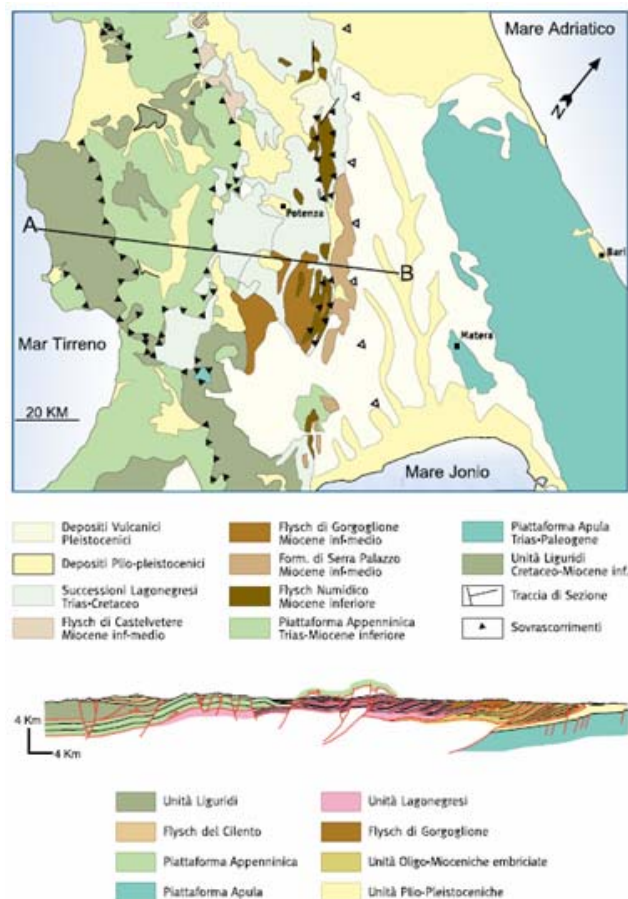 Mare Adriatico
N
Potenza
A
B
Bari
Mar Tirreno
Matera
20 KM
Mare Jonio
Depositi Vulcanici
Pleistocenici
Depositi Plio-pleistocenici
Successioni Lagonegresi
Trias-Cretaceo
Flysch di Castelvetere
Miocene inf-medio
Flysch di Gorgoglione
Miocene inf-medio
Form. di Serra Palazzo
Miocene inf-medio
Flysch Numidico
Miocene inferiore
Piattaforma Appenninica
Trias-Miocene inferiore
Piattaforma Apula
Trias-Paleogene
Unità Liguridi
Cretaceo-Miocene inf.
Traccia di Sezione
Sovrascorrimenti
4 Km
4 Km
Unità Liguridi
Flysch del Cilento
Piattaforma Appenninica
Piattaforma Apula
Unità Lagonegresi
Flysch di Gorgoglione
Unità Oligo-Mioceniche embriciate
Unità Plio-Pleistoceniche